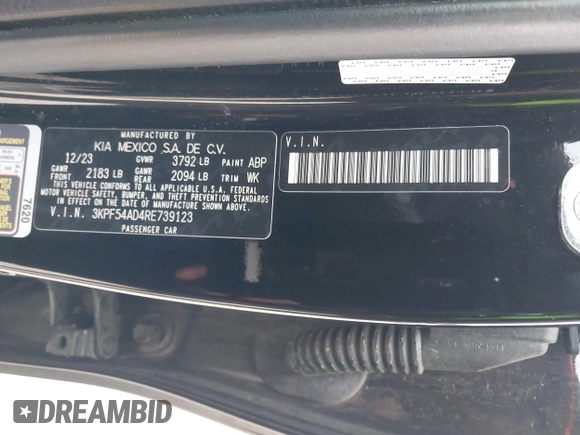 MANUFACTURED BY
KIA MEXICO S.A. DE C.V.
12/23 GVWR 3792 LB PAINT ABP
GAWR FRONT 2183 LB GAWR REAR 2094 LB TRIM WK
THIS VEHICLE CONFORMS TO ALL APPLICABLE U.S. FEDERAL
MOTOR VEHICLE SAFETY, BUMPER, AND THEFT PREVENTION STANDARDS
IN EFFECT ON THE DATE OF MANUFACTURE SHOWN ABOVE.
V.I.N. 3KPF54AD4RE739123
PASSENGER CAR
V.I.N.
7620
DREAMBID